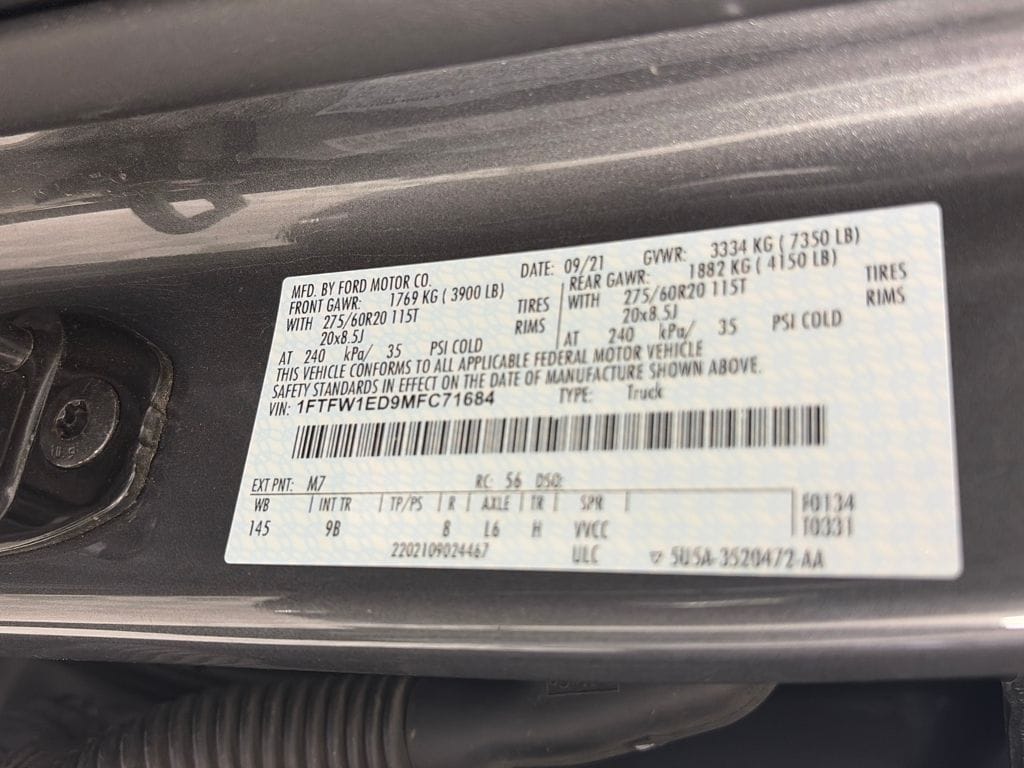 MFD. BY FORD MOTOR CO.
DATE: 09/21 GVWR: 3334 KG ( 7350 LB)
FRONT GAWR: 1769 KG ( 3900 LB) REAR GAWR: 1882 KG ( 4150 LB)
WITH 275/60R20 115T TIRES WITH 275/60R20 115T TIRES
20x8.5J RIMS 20x8.5J RIMS
AT 240 kPa/ 35 PSI COLD AT 240 kPa/ 35 PSI COLD
THIS VEHICLE CONFORMS TO ALL APPLICABLE FEDERAL MOTOR VEHICLE
SAFETY STANDARDS IN EFFECT ON THE DATE OF MANUFACTURE SHOWN ABOVE.
VIN: 1FTFW1ED9MFC71684 TYPE: Truck
EXT PNT: M7 RC: 56 DSO:
WB INT TR TP/PS R AXLE TR SPR F0134
145 9B 8 L6 H VVCC T0331
2202109024467 ULC 5U5A-3520472-AA
10.9